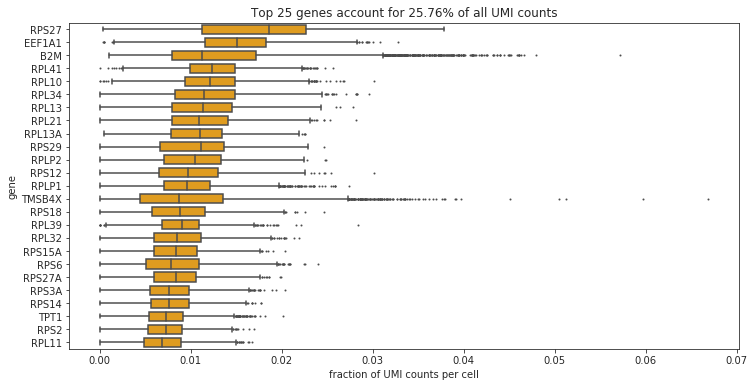 Top 25 genes account for 25.76% of all UMI counts
RPS27
EEF1A1
B2M
RPL41
RPL10
RPL34
RPL13
RPL21
RPL13A
RPS29
RPLP2
RPS12
RPLP1
TMSB4X
RPS18
RPL39
RPL32
RPS15A
RPS6
RPS27A
RPS3A
RPS14
TPT1
RPS2
RPL11
gene
0.00 0.01 0.02 0.03 0.04 0.05 0.06 0.07
fraction of UMI counts per cell